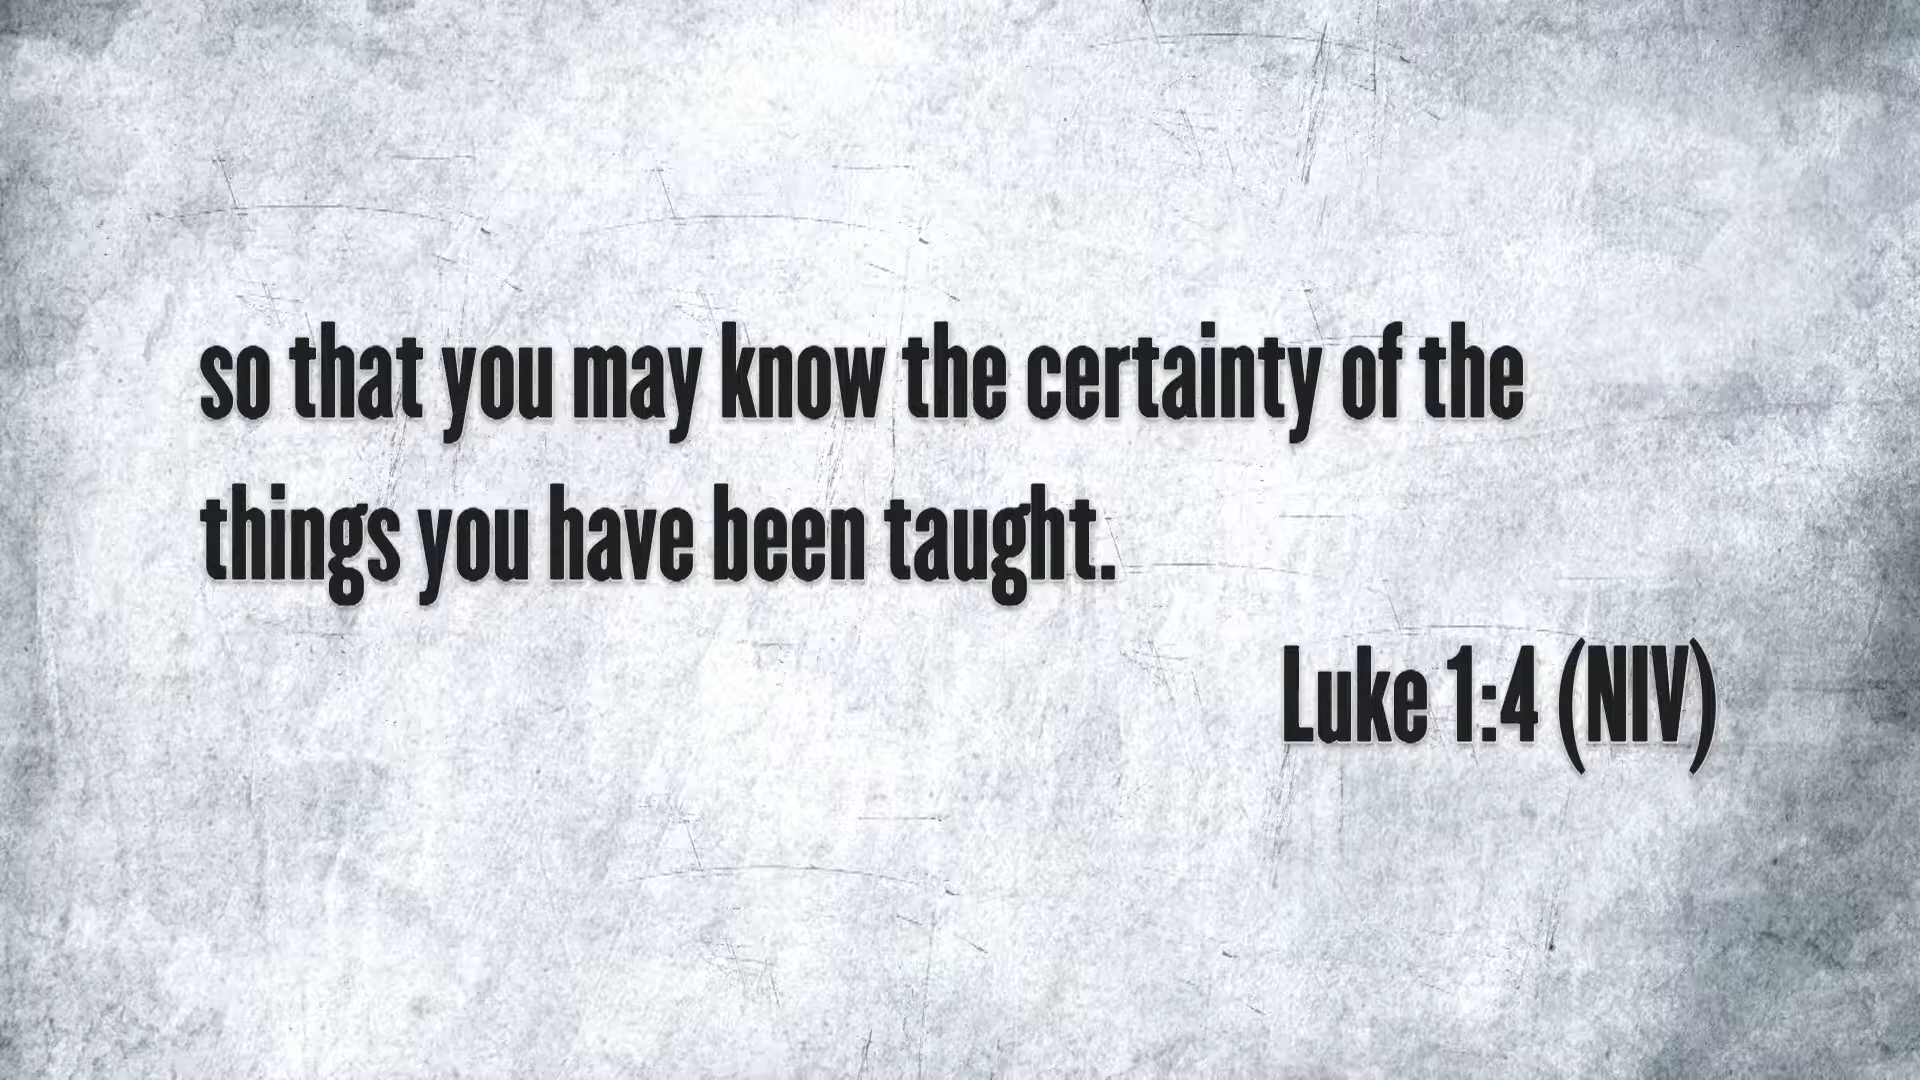 so that you may know the certainty of the
things you have been taught.
Luke 1:4 (NIV)